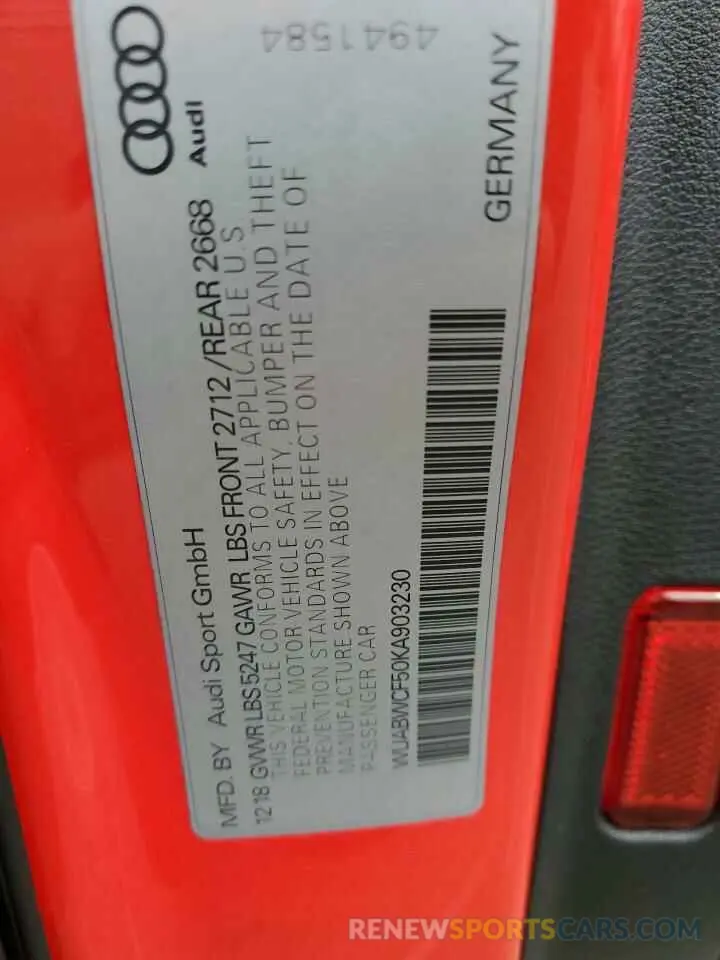 Audi
4941584
GERMANY
MFD. BY Audi Sport GmbH
12 18 GVWR LBS 5247 GAWR LBS FRONT 2712 /REAR 2668
THIS VEHICLE CONFORMS TO ALL APPLICABLE U.S
FEDERAL MOTOR VEHICLE SAFETY, BUMPER AND THEFT
PREVENTION STANDARDS IN EFFECT ON THE DATE OF
MANUFACTURE SHOWN ABOVE
PASSENGER CAR
WUABWCF50KA903230
RENEWSPORTSCARS.COM